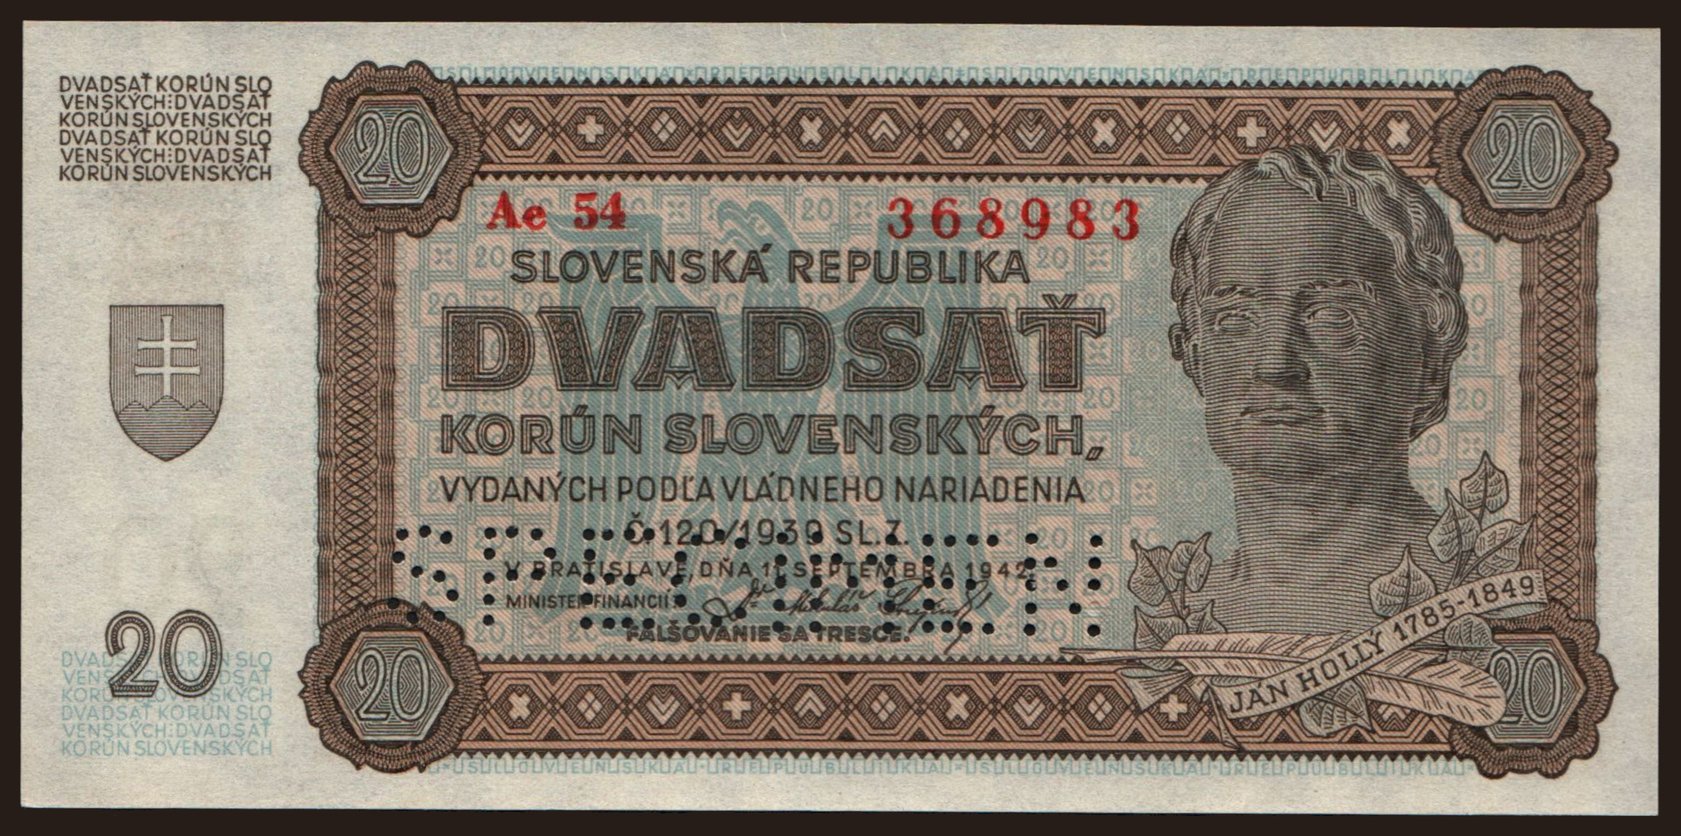 DVADSAŤ KORÚN SLO
VENSKÝCH:DVADSAŤ
KORÚN SLOVENSKÝCH
DVADSAŤ KORÚN SLO
VENSKÝCH:DVADSAŤ
KORÚN SLOVENSKÝCH
20
20
Ae 54 368983
SLOVENSKÁ REPUBLIKA
DVADSAŤ
KORÚN SLOVENSKÝCH,
VYDANÝCH PODĽA VLÁDNEHO NARIADENIA
Č. 120/1939 SL. Z.
V BRATISLAVE, DŇA 11. SEPTEMBRA 1942.
MINISTER FINANCIÍ:
FALŠOVANIE SA TRESCE.
SPECIMEN
JÁN HOLLÝ 1785-1849
20
DVADSAŤ KORÚN SLO
VENSKÝCH:DVADSAŤ
KORÚN SLOVENSKÝCH
DVADSAŤ KORÚN SLO
VENSKÝCH:DVADSAŤ
KORÚN SLOVENSKÝCH
20
20